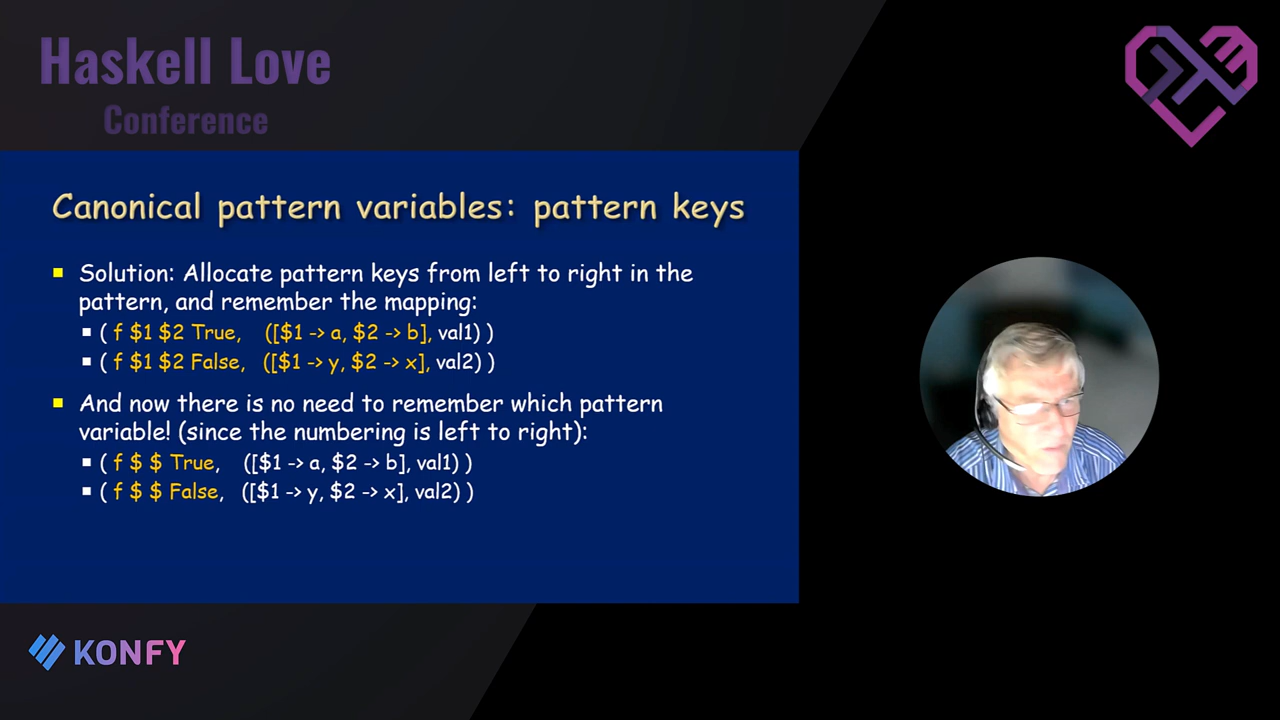 Haskell Love
Conference
Canonical pattern variables: pattern keys
Solution: Allocate pattern keys from left to right in the
pattern, and remember the mapping:
( f $1 $2 True, ([$1 -> a, $2 -> b], val1) )
( f $1 $2 False, ([$1 -> y, $2 -> x], val2) )
And now there is no need to remember which pattern
variable! (since the numbering is left to right):
( f $ $ True, ([$1 -> a, $2 -> b], val1) )
( f $ $ False, ([$1 -> y, $2 -> x], val2) )
KONFY